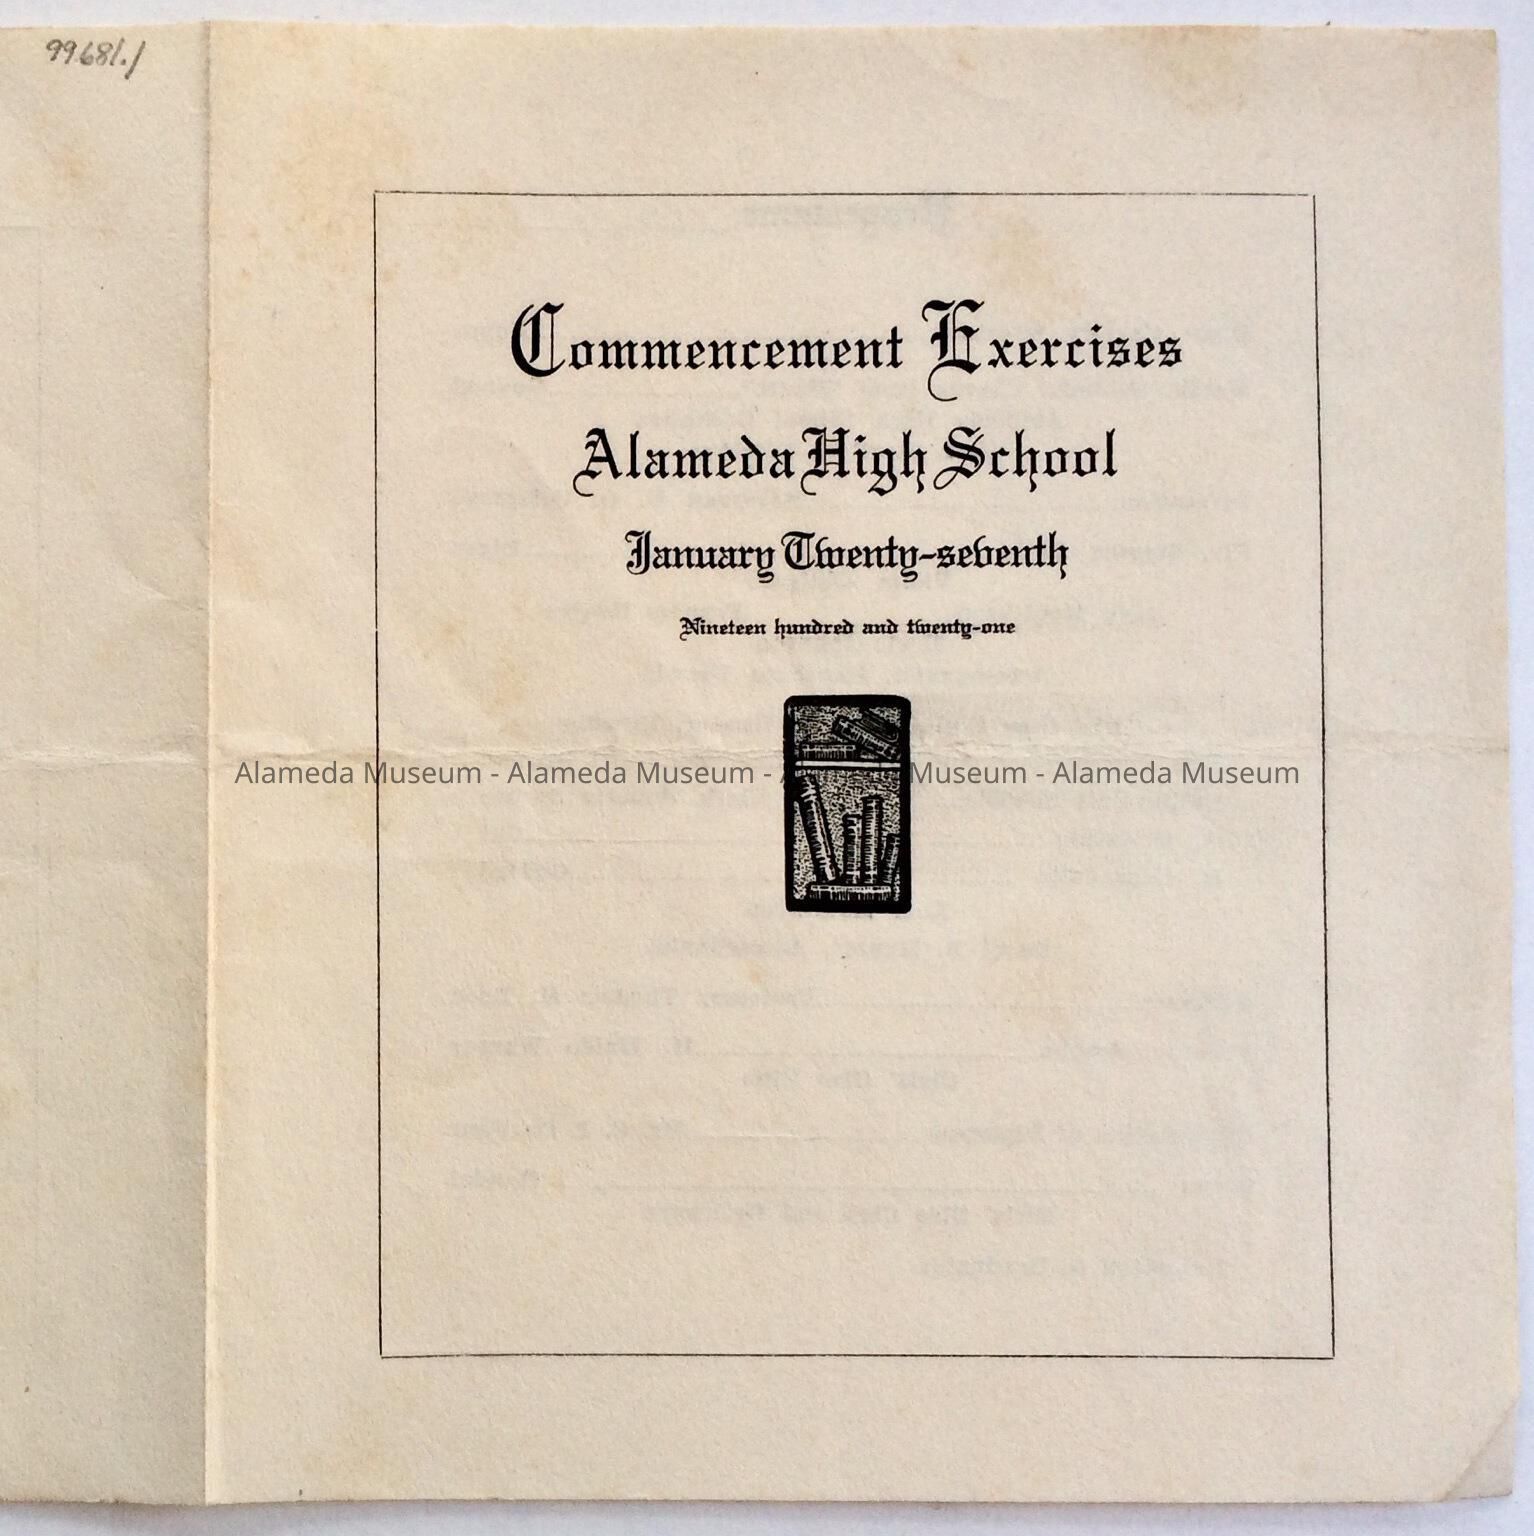 99681.1
Commencement Exercises
Alameda High School
January Twenty-seventh
Nineteen hundred and twenty-one
Alameda Museum - Alameda Museum - Museum - Alameda Museum